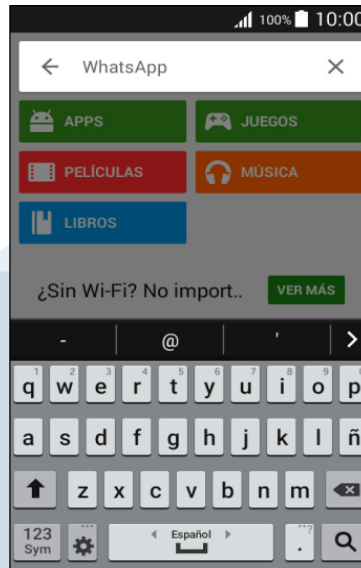 100% 10:00
WhatsApp
APPS JUEGOS
PELÍCULAS MÚSICA
LIBROS
¿Sin Wi-Fi? No import.. VER MÁS
- @ '
1 2 3 4 5 6 7 8 9
q w e r t y u i o p
a s d f g h j k l ñ
z x c v b n m
123 Español ...?
Sym .